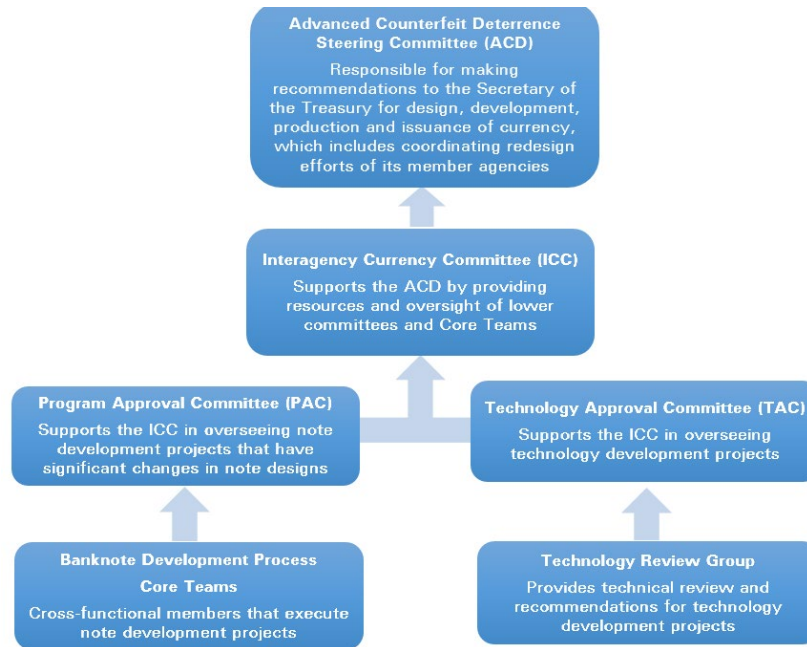 Advanced Counterfeit Deterrence
Steering Committee (ACD)
Responsible for making
recommendations to the Secretary of
the Treasury for design, development,
production and issuance of currency,
which includes coordinating redesign
efforts of its member agencies
Interagency Currency Committee (ICC)
Supports the ACD by providing
resources and oversight of lower
committees and Core Teams
Program Approval Committee (PAC)
Supports the ICC in overseeing note
development projects that have
significant changes in note designs
Technology Approval Committee (TAC)
Supports the ICC in overseeing
technology development projects
Banknote Development Process
Core Teams
Cross-functional members that execute
note development projects
Technology Review Group
Provides technical review and
recommendations for technology
development projects